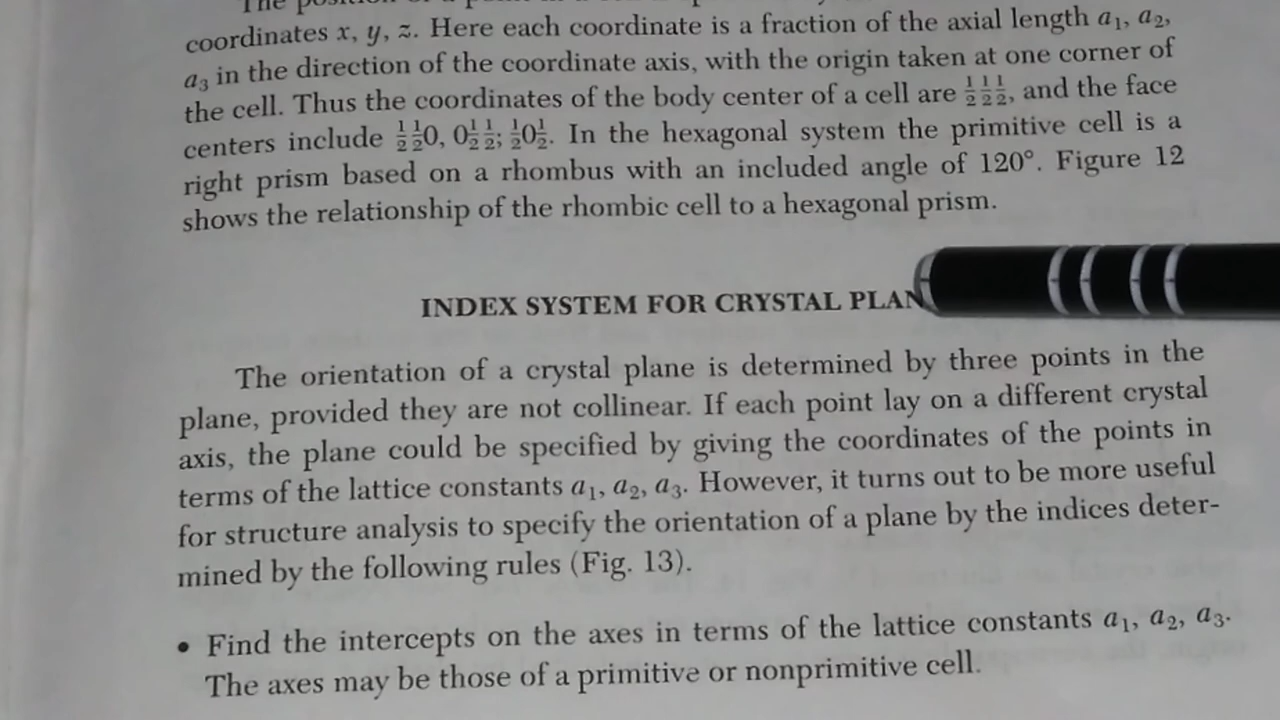 coordinates x, y, z. Here each coordinate is a fraction of the axial length a₁, a₂,
a₃ in the direction of the coordinate axis, with the origin taken at one corner of
the cell. Thus the coordinates of the body center of a cell are ½½½, and the face
centers include ½½0, 0½½; ½0½. In the hexagonal system the primitive cell is a
right prism based on a rhombus with an included angle of 120°. Figure 12
shows the relationship of the rhombic cell to a hexagonal prism.
INDEX SYSTEM FOR CRYSTAL PLAN
The orientation of a crystal plane is determined by three points in the
plane, provided they are not collinear. If each point lay on a different crystal
axis, the plane could be specified by giving the coordinates of the points in
terms of the lattice constants a₁, a₂, a₃. However, it turns out to be more useful
for structure analysis to specify the orientation of a plane by the indices deter-
mined by the following rules (Fig. 13).
• Find the intercepts on the axes in terms of the lattice constants a₁, a₂, a₃.
The axes may be those of a primitive or nonprimitive cell.